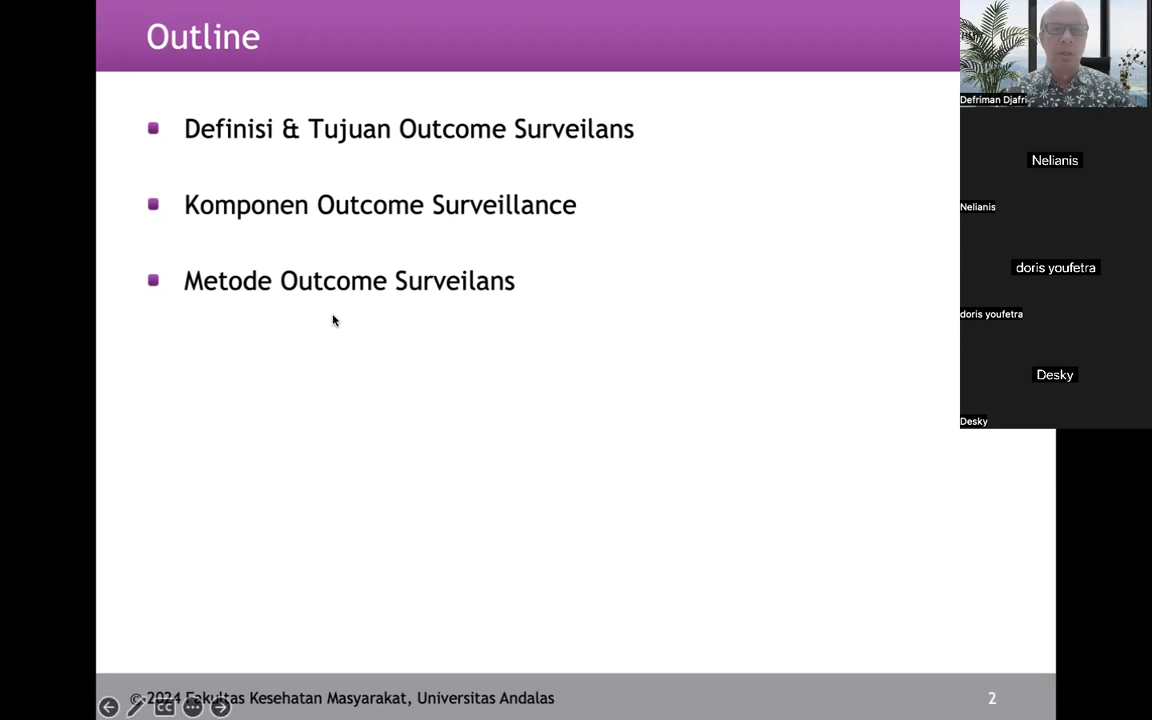 Outline
Definisi & Tujuan Outcome Surveilans
Komponen Outcome Surveillance
Metode Outcome Surveilans
© 2024 Fakultas Kesehatan Masyarakat, Universitas Andalas
2
Defriman Djafri
Nelianis
Nelianis
doris youfetra
doris youfetra
Desky
Desky
CC